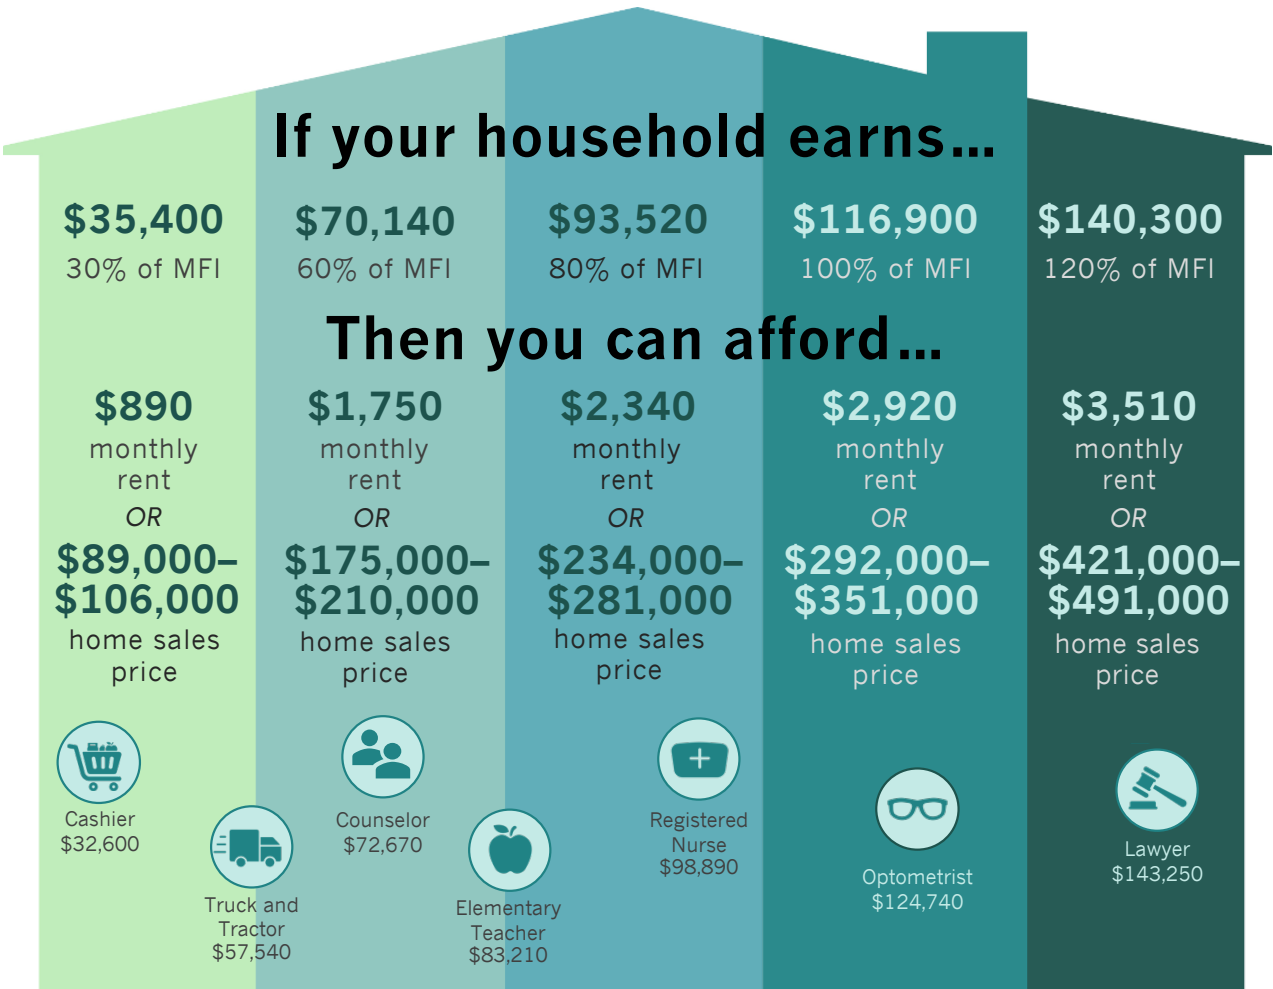 If your household earns...
$35,400
30% of MFI
$70,140
60% of MFI
$93,520
80% of MFI
$116,900
100% of MFI
$140,300
120% of MFI
Then you can afford...
$890
monthly
rent
OR
$89,000–
$106,000
home sales
price
$1,750
monthly
rent
OR
$175,000–
$210,000
home sales
price
$2,340
monthly
rent
OR
$234,000–
$281,000
home sales
price
$2,920
monthly
rent
OR
$292,000–
$351,000
home sales
price
$3,510
monthly
rent
OR
$421,000–
$491,000
home sales
price
Cashier
$32,600
Truck and
Tractor
$57,540
Counselor
$72,670
Elementary
Teacher
$83,210
Registered
Nurse
$98,890
Optometrist
$124,740
Lawyer
$143,250